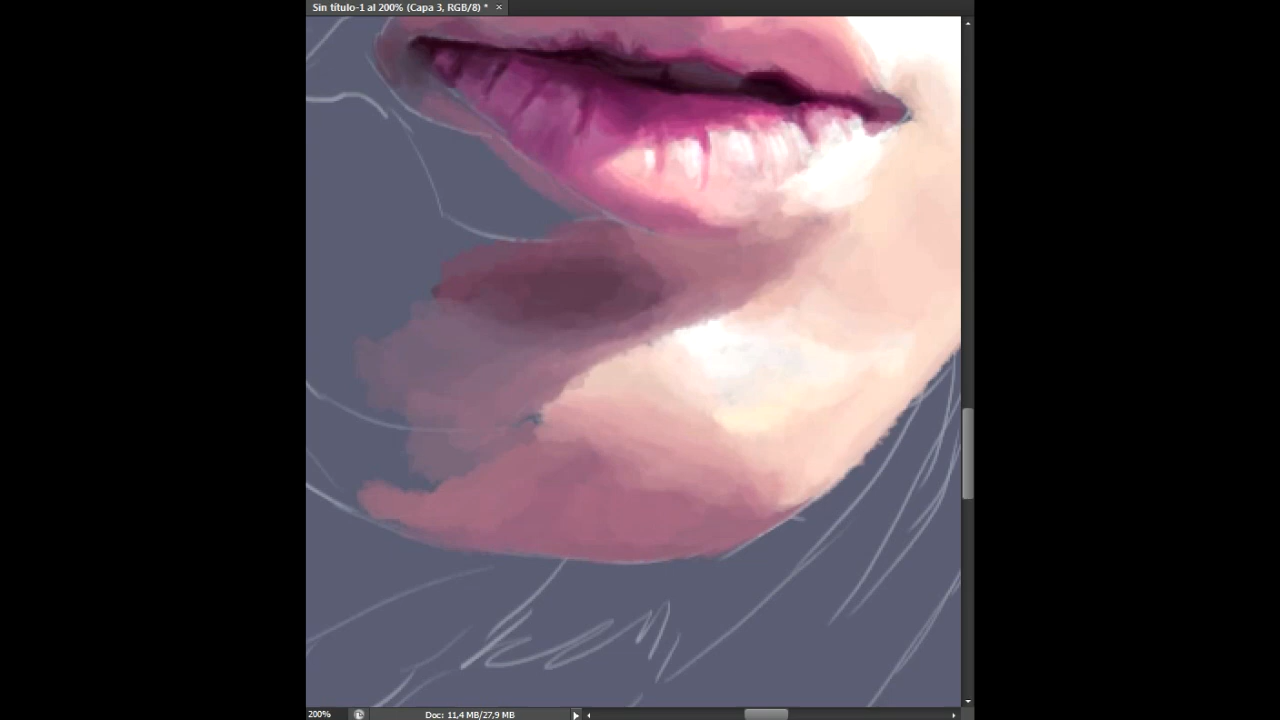 Sin título-1 al 200% (Capa 3, RGB/8) *
200%
Doc: 11,4 MB/27,9 MB